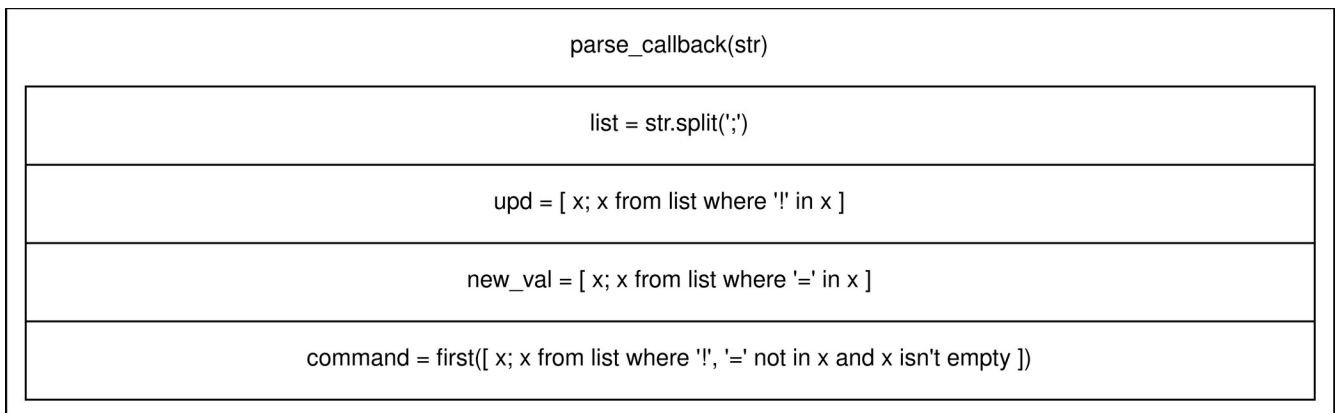 parse_callback(str)
list = str.split(';')
upd = [ x; x from list where '!' in x ]
new_val = [ x; x from list where '=' in x ]
command = first([ x; x from list where '!', '=' not in x and x isn't empty ])